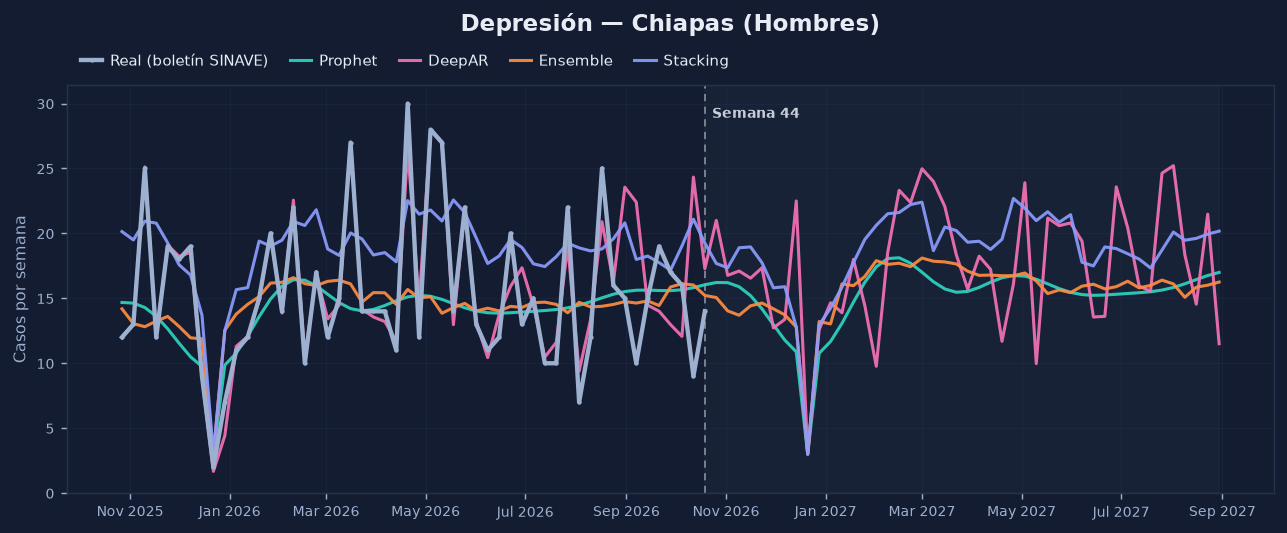 Depresión — Chiapas (Hombres)
Real (boletín SINAVE) Prophet DeepAR Ensemble Stacking
Semana 44
Casos por semana
30
25
20
15
10
5
0
Nov 2025 Jan 2026 Mar 2026 May 2026 Jul 2026 Sep 2026 Nov 2026 Jan 2027 Mar 2027 May 2027 Jul 2027 Sep 2027